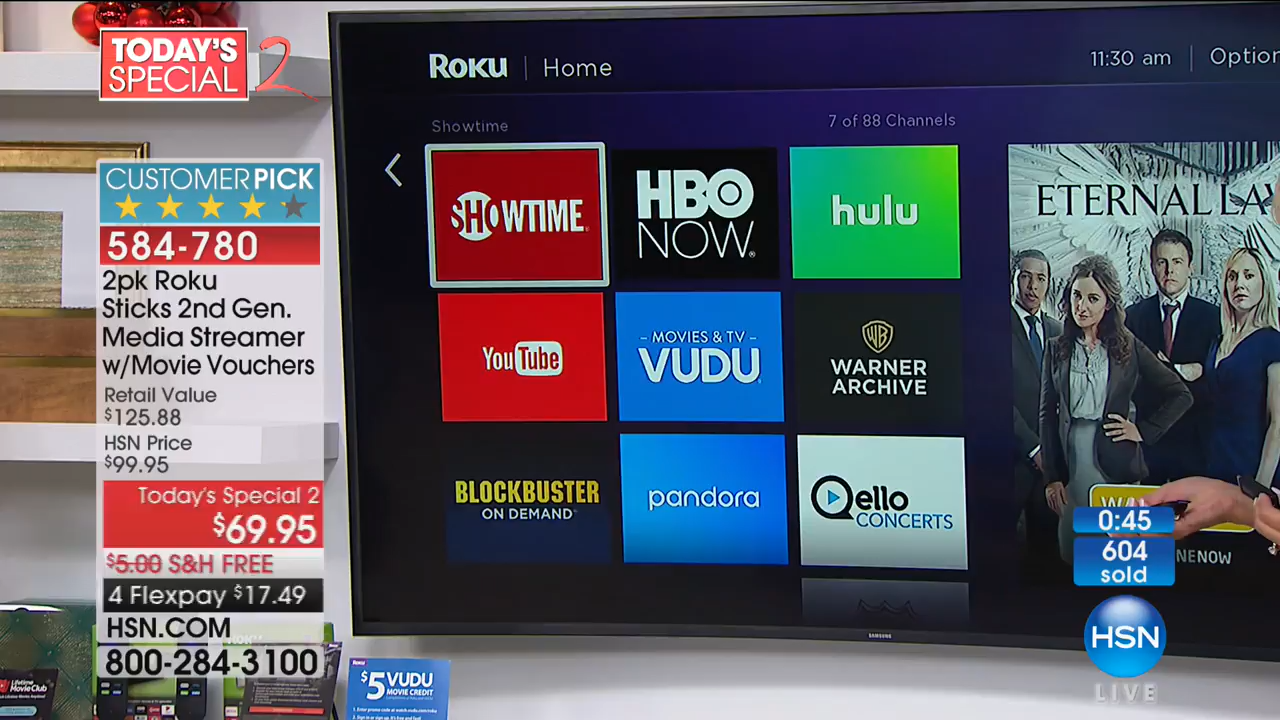 TODAY'S
SPECIAL 2
CUSTOMER PICK
584-780
2pk Roku
Sticks 2nd Gen.
Media Streamer
w/Movie Vouchers
Retail Value
$125.88
HSN Price
$99.95
Today's Special 2
$69.95
$5.00 S&H FREE
4 Flexpay $17.49
HSN.COM
800-284-3100
ROKU | Home
11:30 am
Showtime
7 of 88 Channels
SHOWTIME
HBO
NOW
hulu
YouTube
- MOVIES & TV -
VUDU
WB
WARNER
ARCHIVE
BLOCKBUSTER
ON DEMAND
pandora
Qello
CONCERTS
ETERNAL
SAMSUNG
0:45
604
sold
HSN
LIVE
Roku
$5 VUDU
MOVIE CREDIT
MovieClub